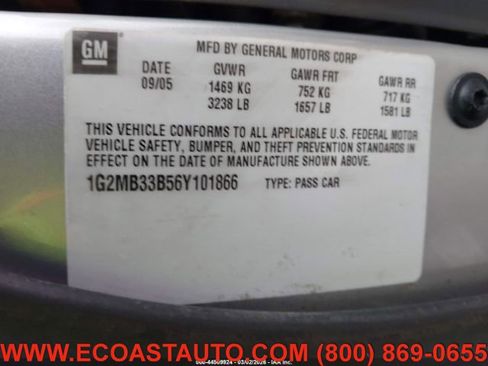 GM
MFD BY GENERAL MOTORS CORP
DATE GVWR GAWR FRT GAWR RR
09/05 1469 KG 752 KG 717 KG
3238 LB 1657 LB 1581 LB
THIS VEHICLE CONFORMS TO ALL APPLICABLE U.S. FEDERAL MOTOR
VEHICLE SAFETY, BUMPER, AND THEFT PREVENTION STANDARDS IN
EFFECT ON THE DATE OF MANUFACTURE SHOWN ABOVE.
1G2MB33B56Y101866 TYPE: PASS CAR
WWW.ECOASTAUTO.COM (800) 869-0655